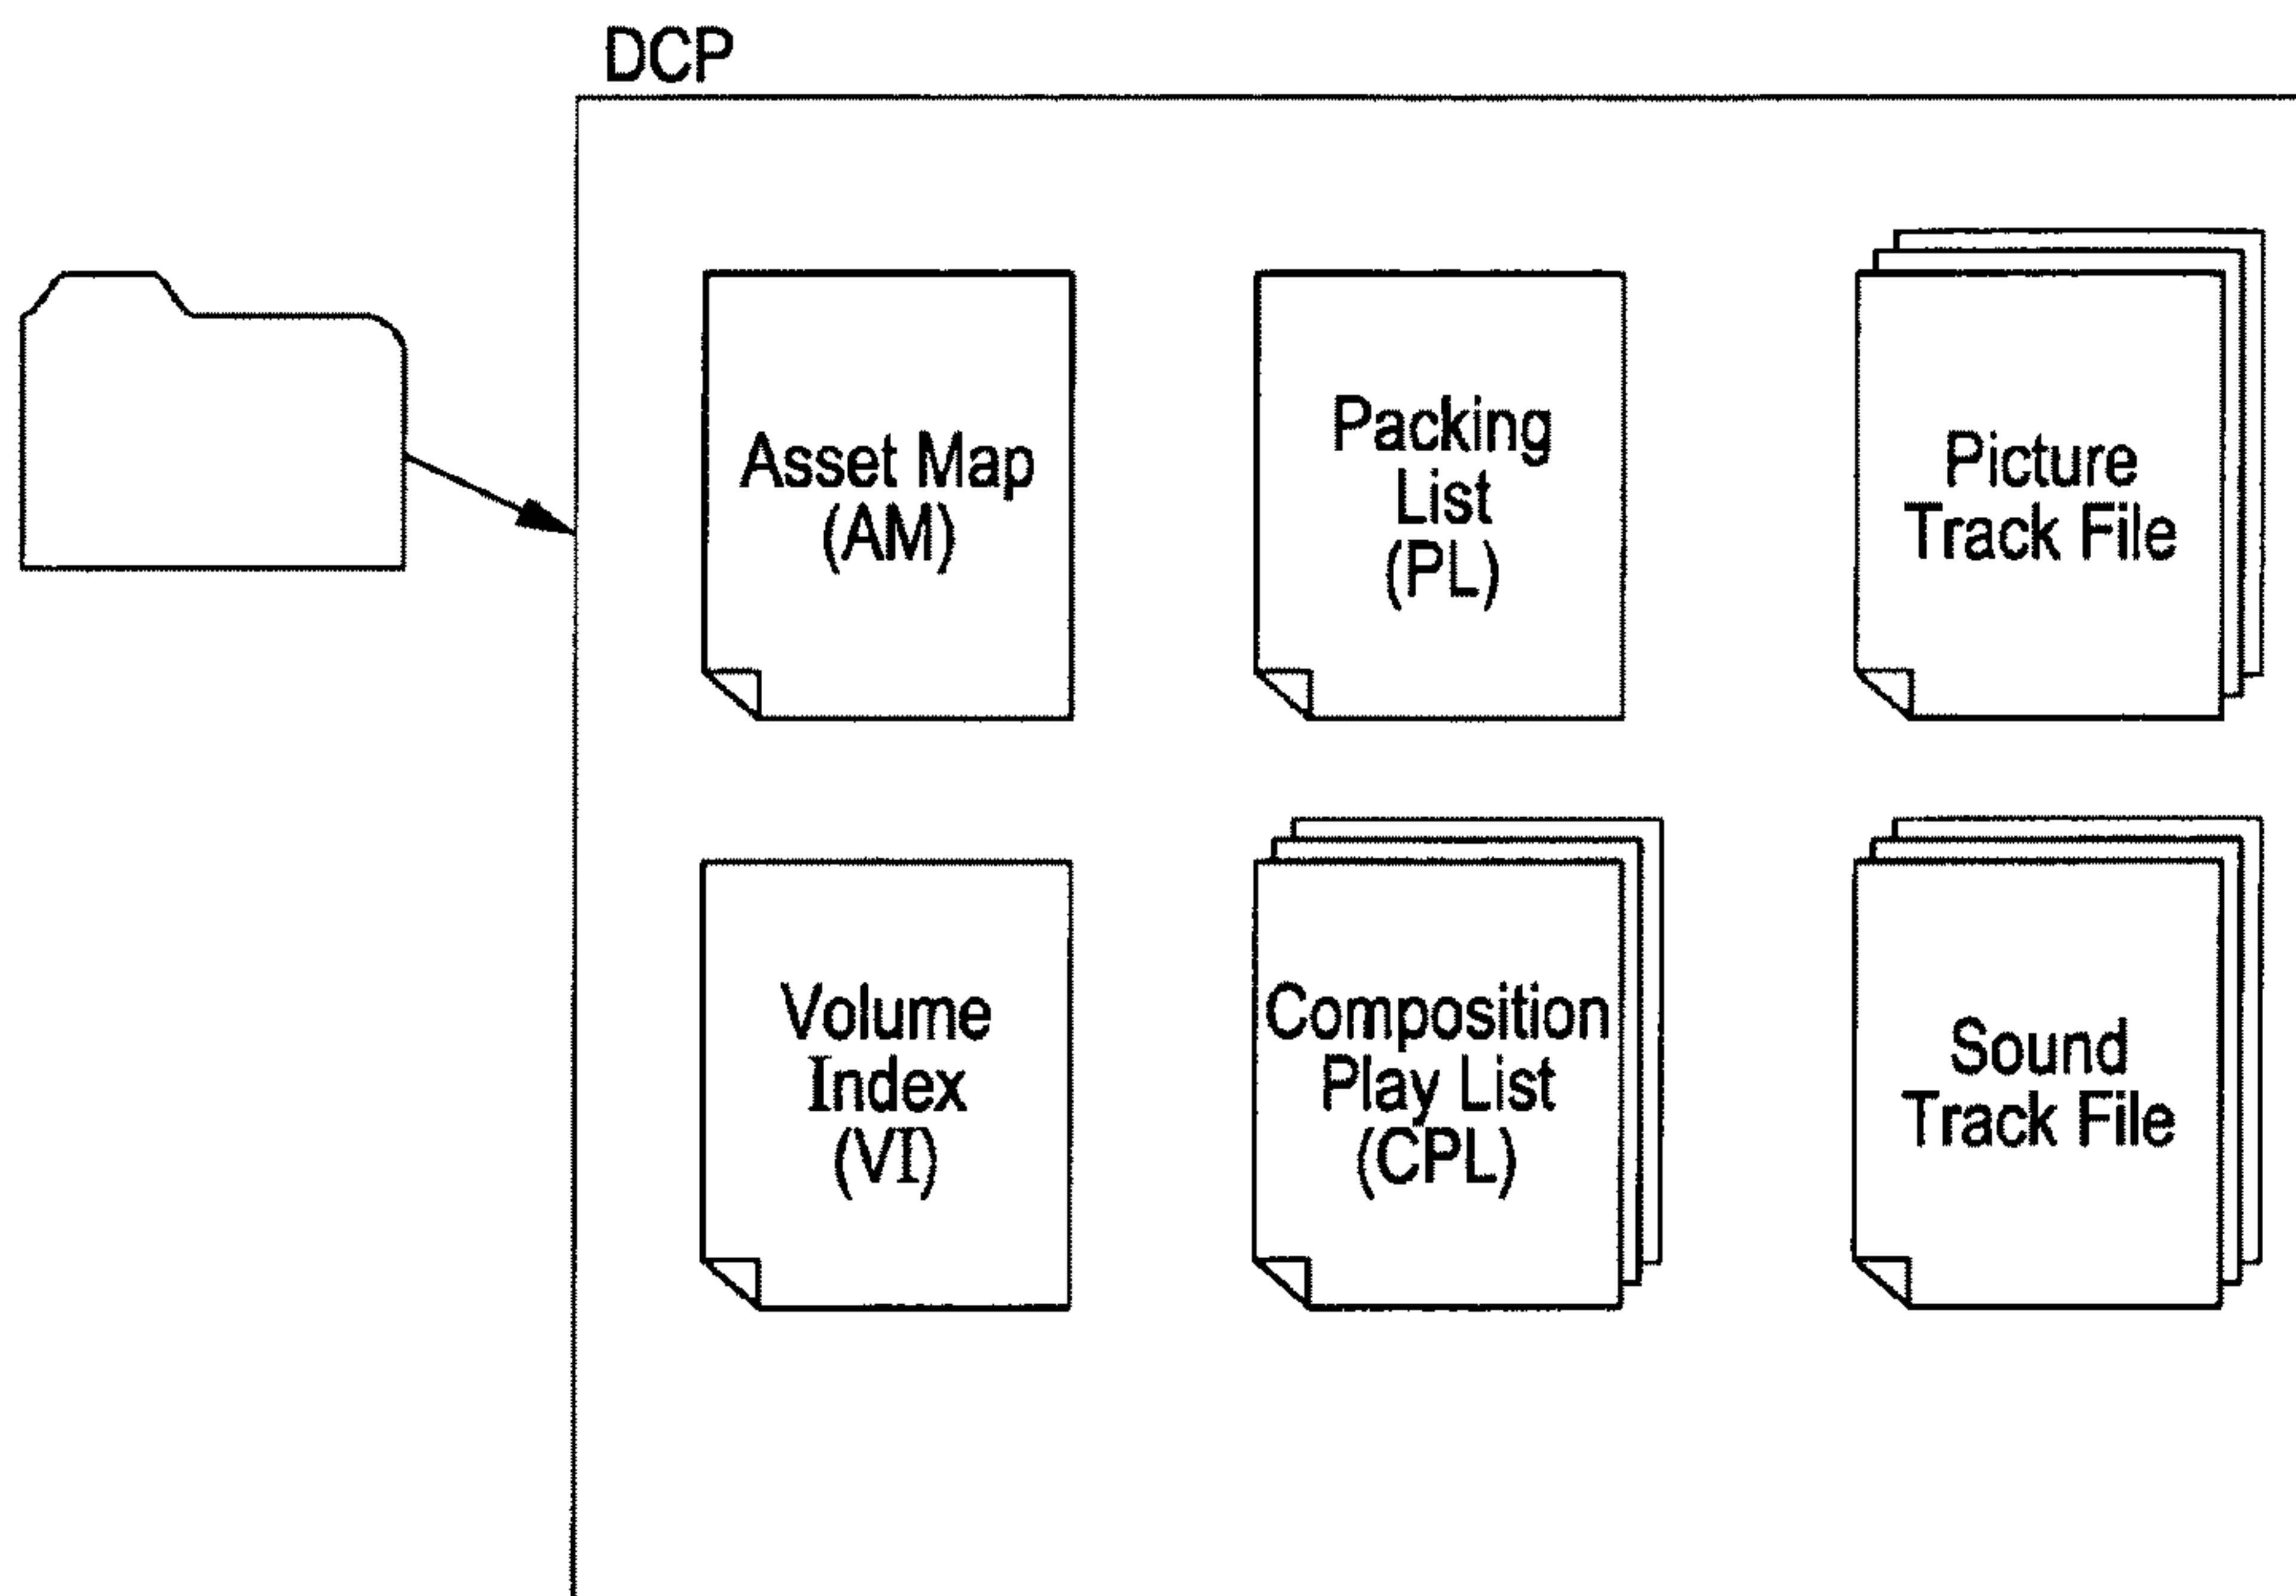 DCP
Asset Map
(AM)
Packing
List
(PL)
Picture
Track File
Volume
Index
(VI)
Composition
Play List
(CPL)
Sound
Track File